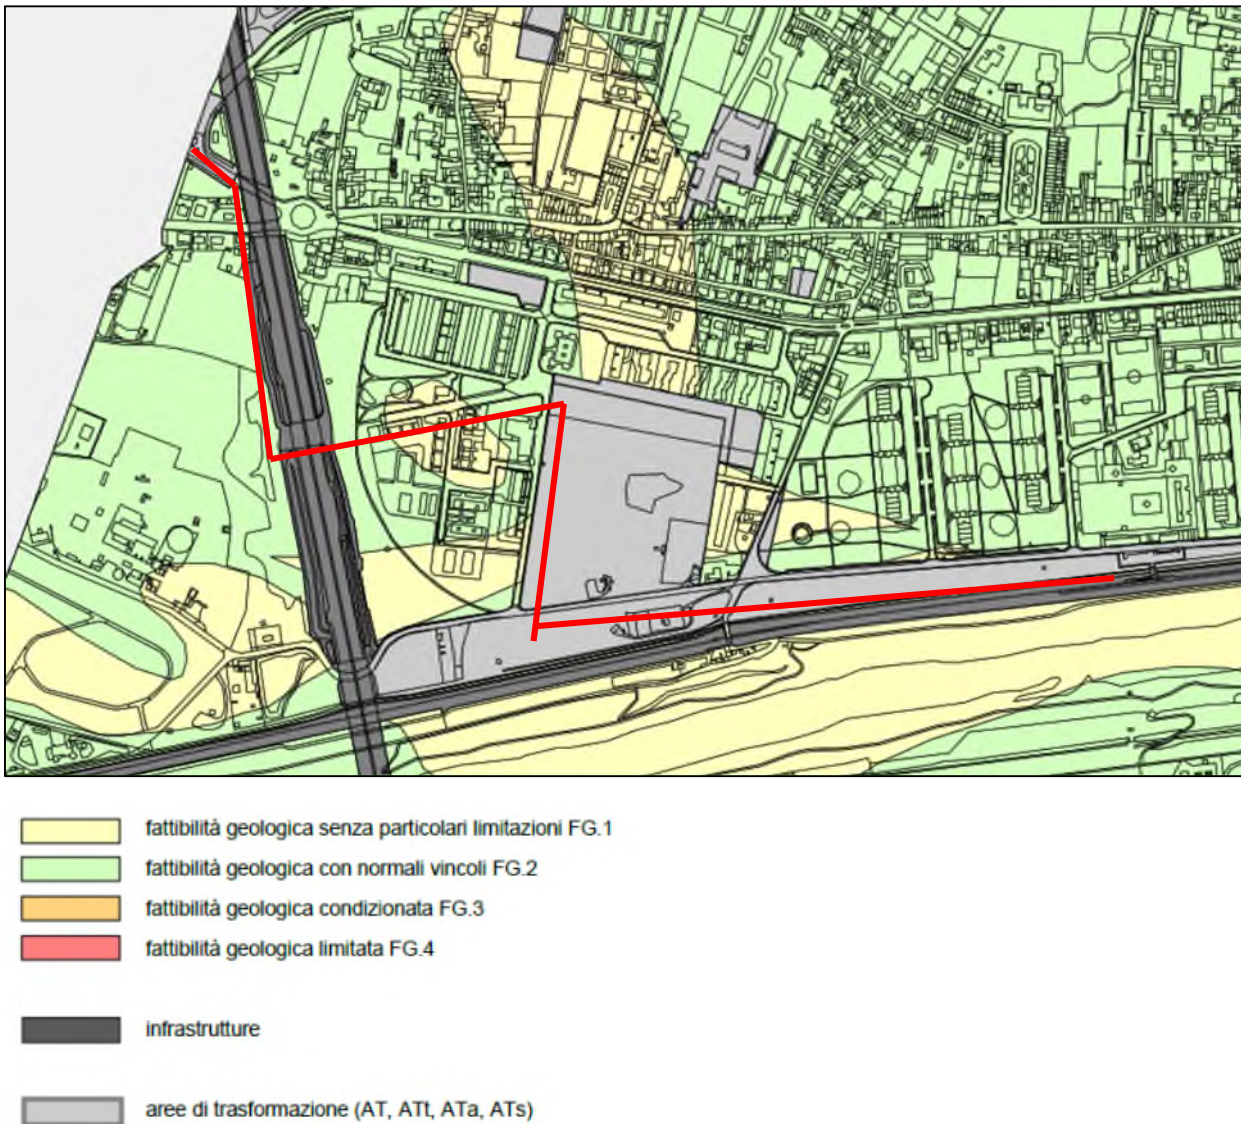 fattibilità geologica senza particolari limitazioni FG.1
fattibilità geologica con normali vincoli FG.2
fattibilità geologica condizionata FG.3
fattibilità geologica limitata FG.4
infrastrutture
aree di trasformazione (AT, ATt, ATa, ATs)